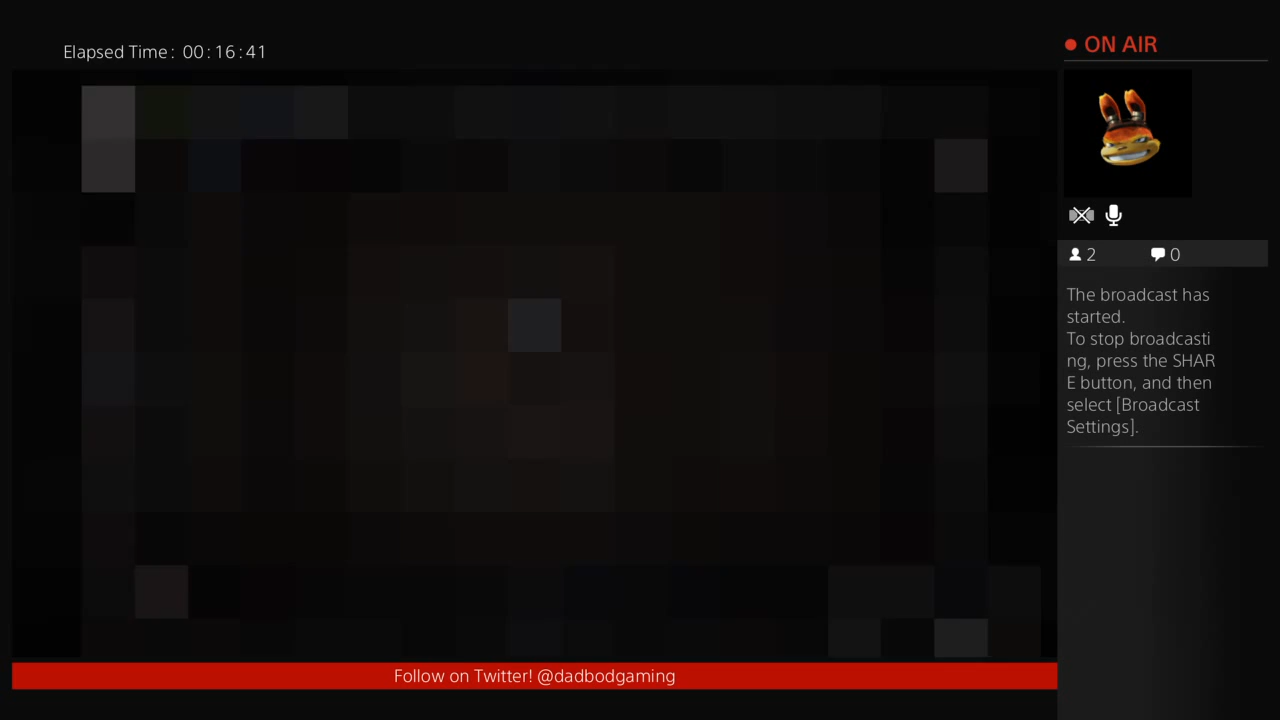 Elapsed Time: 00:16:41
ON AIR
2 0
The broadcast has
started.
To stop broadcasti
ng, press the SHAR
E button, and then
select [Broadcast
Settings].
Follow on Twitter! @dadbodgaming